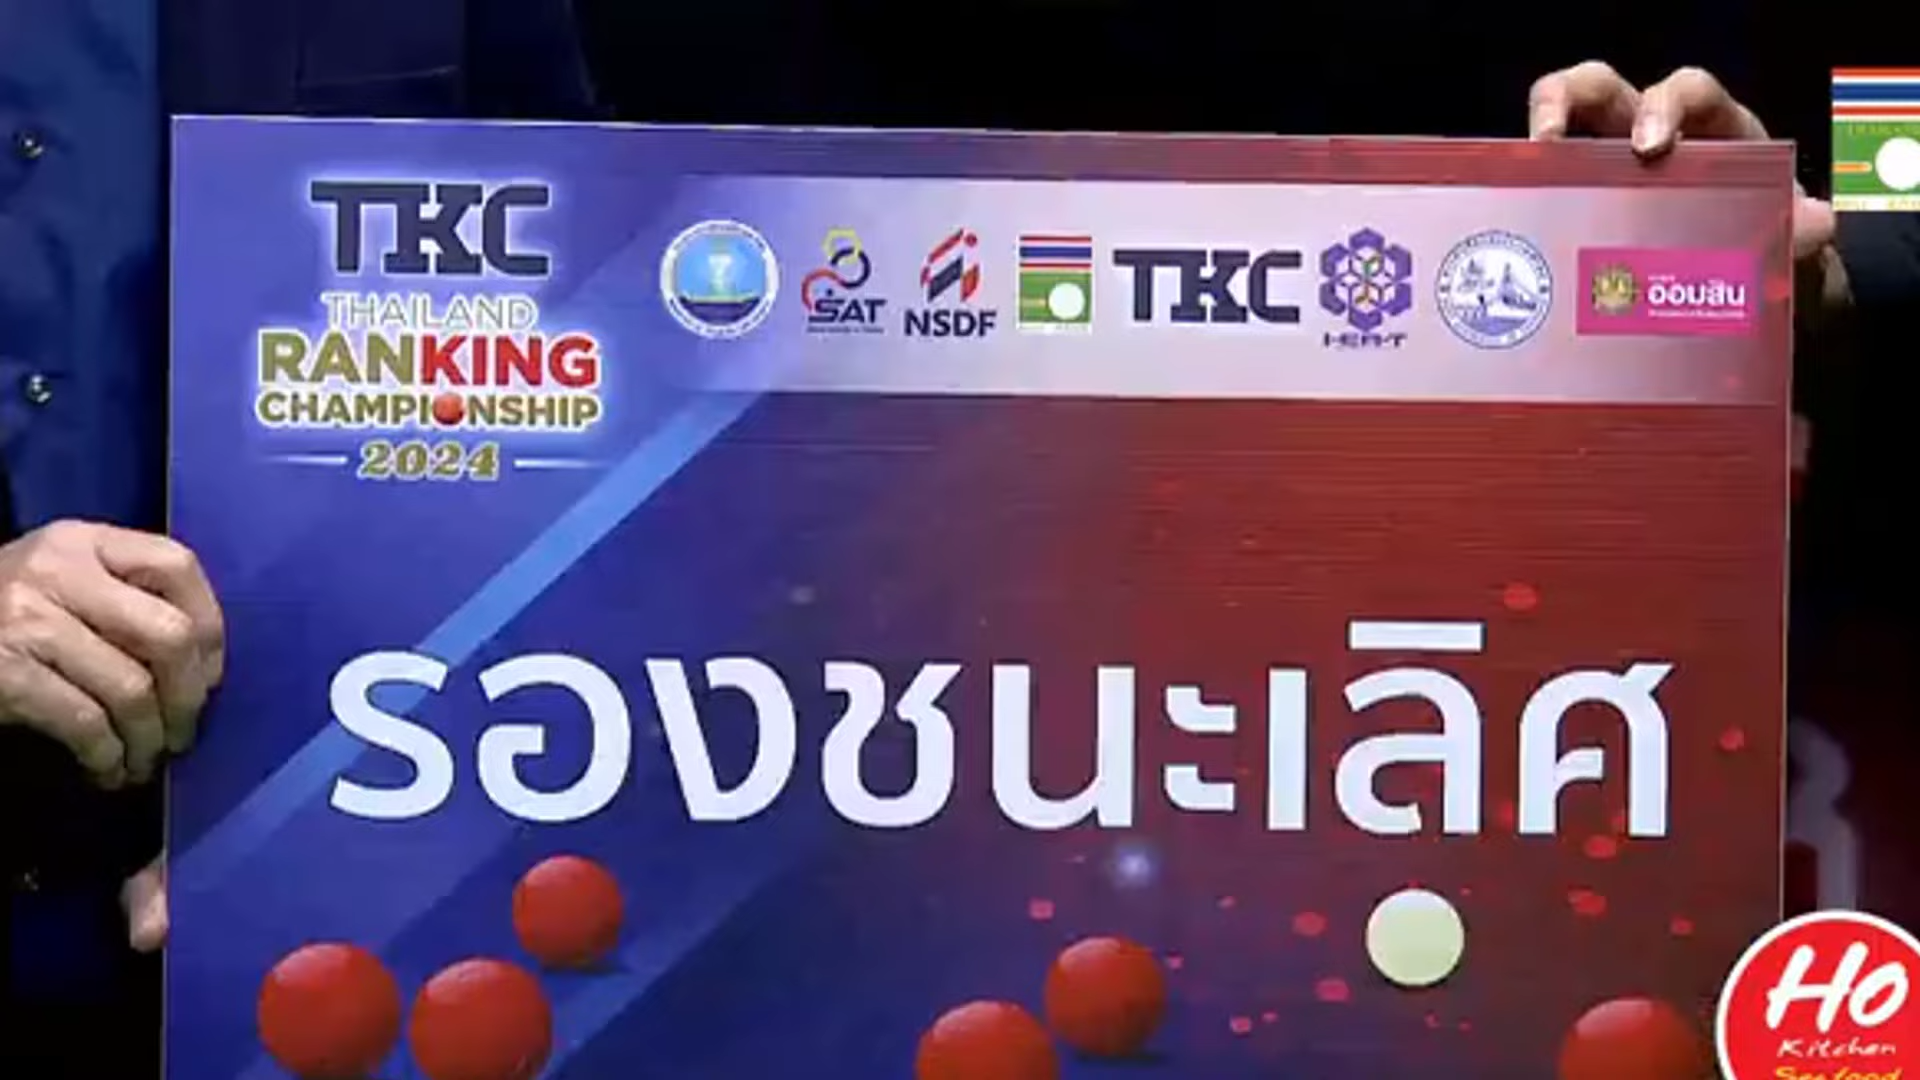 TKC
THAILAND
RANKING
CHAMPIONSHIP
2024
SAT
NSDF
TKC
HEAT
ออมสิน
รองชนะเลิศ
Ho
Kitchen
Seafood